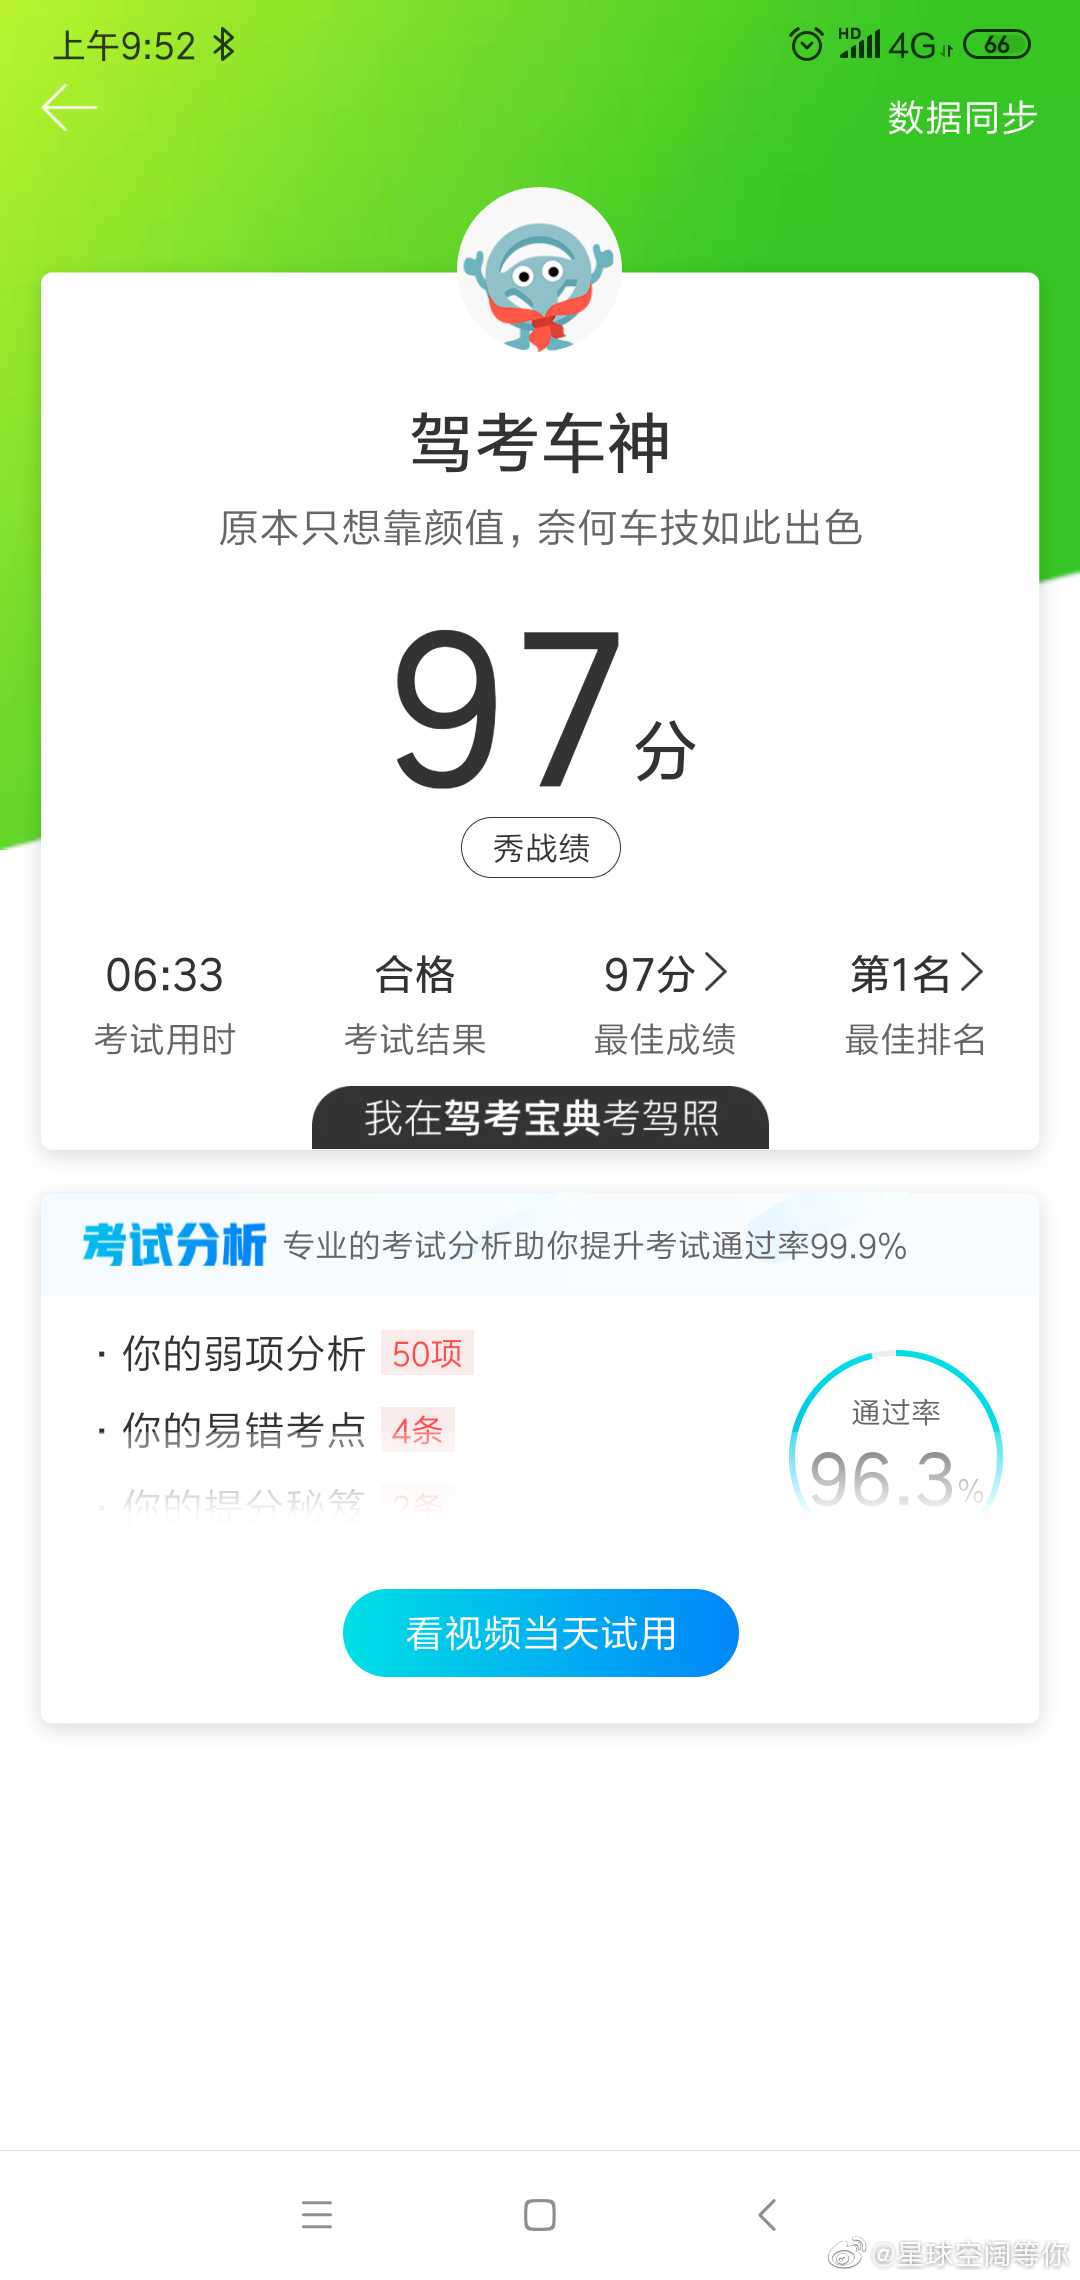 上午9:52 HD 4G 66
数据同步
驾考车神
原本只想靠颜值，奈何车技如此出色
97分
秀战绩
06:33 合格 97分 第1名
考试用时 考试结果 最佳成绩 最佳排名
我在驾考宝典考驾照
考试分析 专业的考试分析助你提升考试通过率99.9%
· 你的弱项分析 50项
· 你的易错考点 4条
· 你的提分秘笈 2条
通过率
96.3%
看视频当天试用
@星球空阔等你